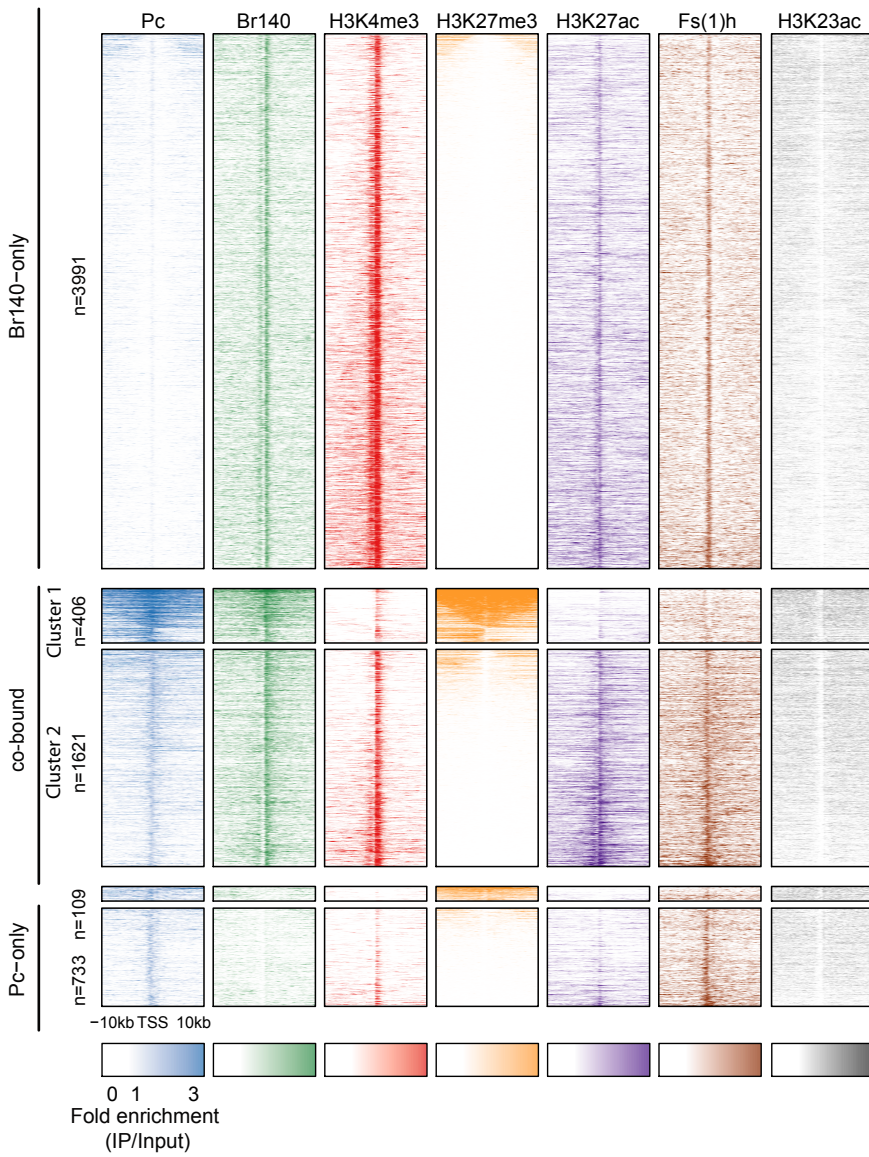 Pc Br140 H3K4me3 H3K27me3 H3K27ac Fs(1)h H3K23ac
Br140−only
n=3991
co-bound
Cluster 1
n=406
Cluster 2
n=1621
Pc−only
n=109
n=733
−10kb TSS 10kb
0 1 3
Fold enrichment
(IP/Input)